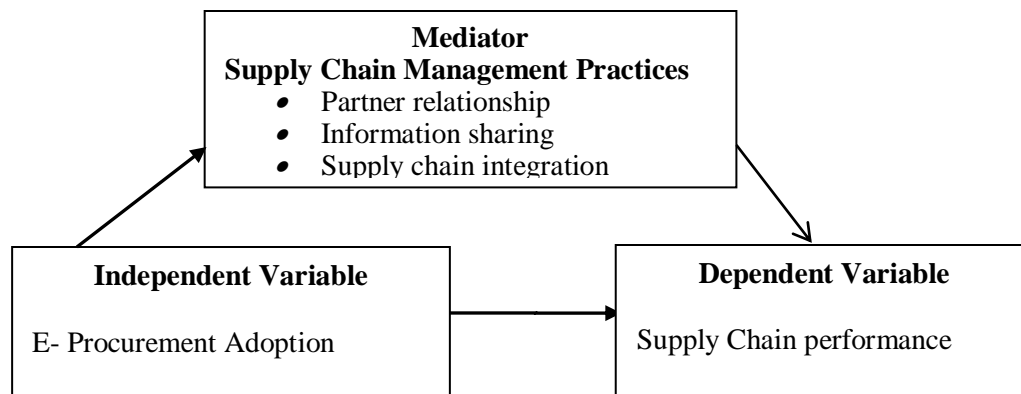 Mediator
Supply Chain Management Practices
• Partner relationship
• Information sharing
• Supply chain integration
Independent Variable
E- Procurement Adoption
Dependent Variable
Supply Chain performance